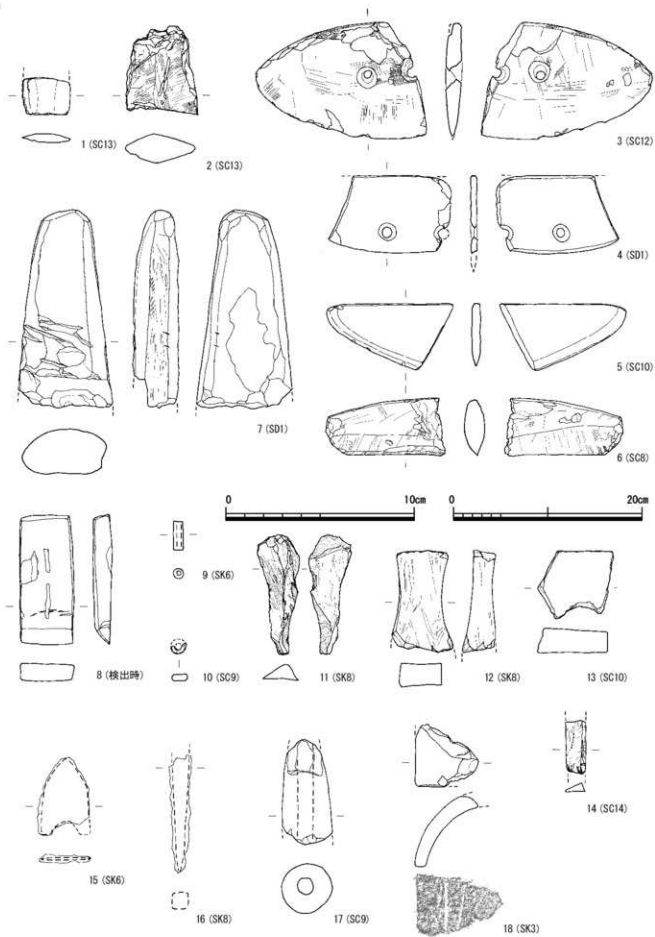 1 (SC13)
2 (SC13)
3 (SC12)
4 (SD1)
5 (SC10)
6 (SC8)
7 (SD1)
0 10cm
0 20cm
8 (検出時)
9 (SK6)
10 (SC9)
11 (SK8)
12 (SK8)
13 (SC10)
14 (SC14)
15 (SK6)
16 (SK8)
17 (SC9)
18 (SK3)